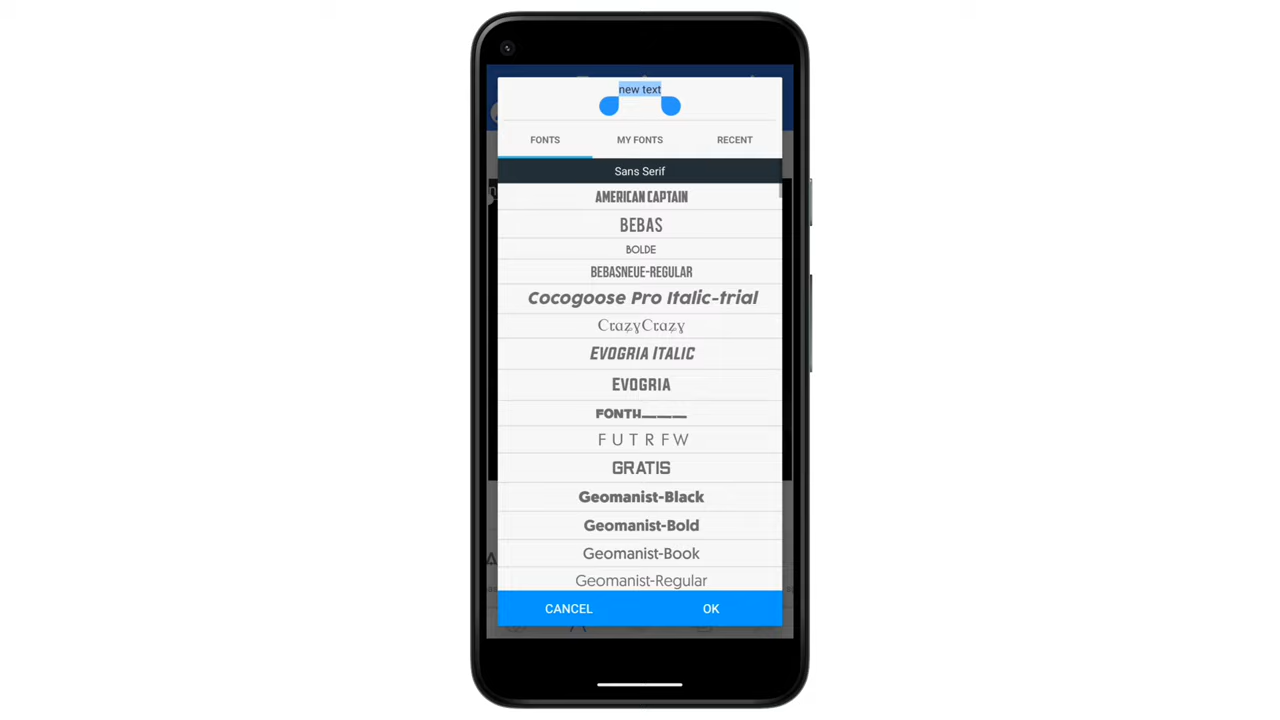 new text
FONTS MY FONTS RECENT
Sans Serif
AMERICAN CAPTAIN
BEBAS
BOLDE
BEBASNEUE-REGULAR
Cocogoose Pro Italic-trial
CrazyCrazy
EVOGRIA ITALIC
EVOGRIA
FONTH___
FUTRFW
GRATIS
Geomanist-Black
Geomanist-Bold
Geomanist-Book
Geomanist-Regular
CANCEL OK